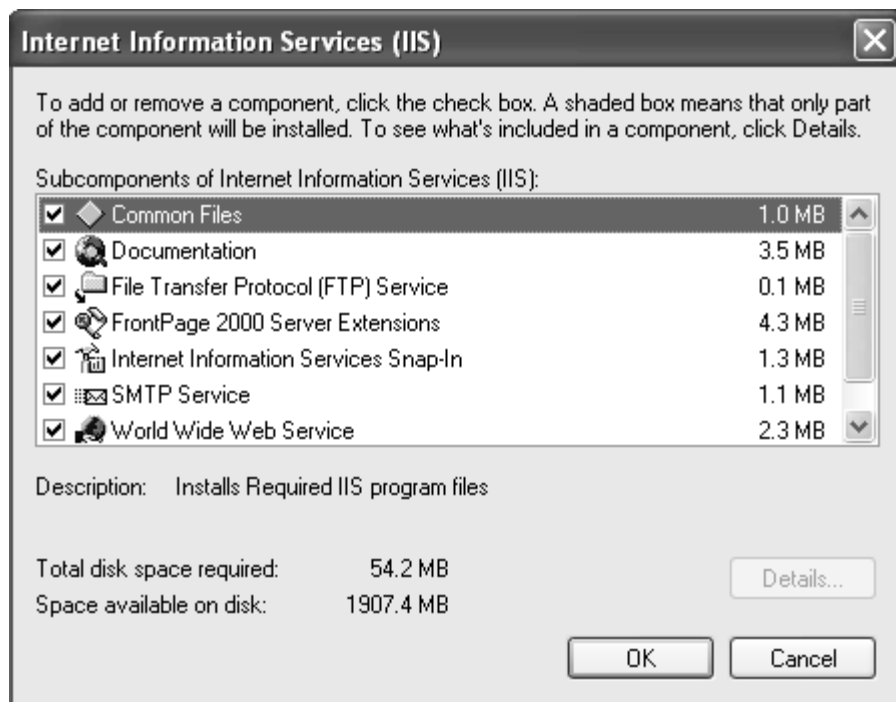 Internet Information Services (IIS)
To add or remove a component, click the check box. A shaded box means that only part
of the component will be installed. To see what's included in a component, click Details.
Subcomponents of Internet Information Services (IIS):
Common Files 1.0 MB
Documentation 3.5 MB
File Transfer Protocol (FTP) Service 0.1 MB
FrontPage 2000 Server Extensions 4.3 MB
Internet Information Services Snap-In 1.3 MB
SMTP Service 1.1 MB
World Wide Web Service 2.3 MB
Description: Installs Required IIS program files
Total disk space required: 54.2 MB
Space available on disk: 1907.4 MB
Details...
OK Cancel